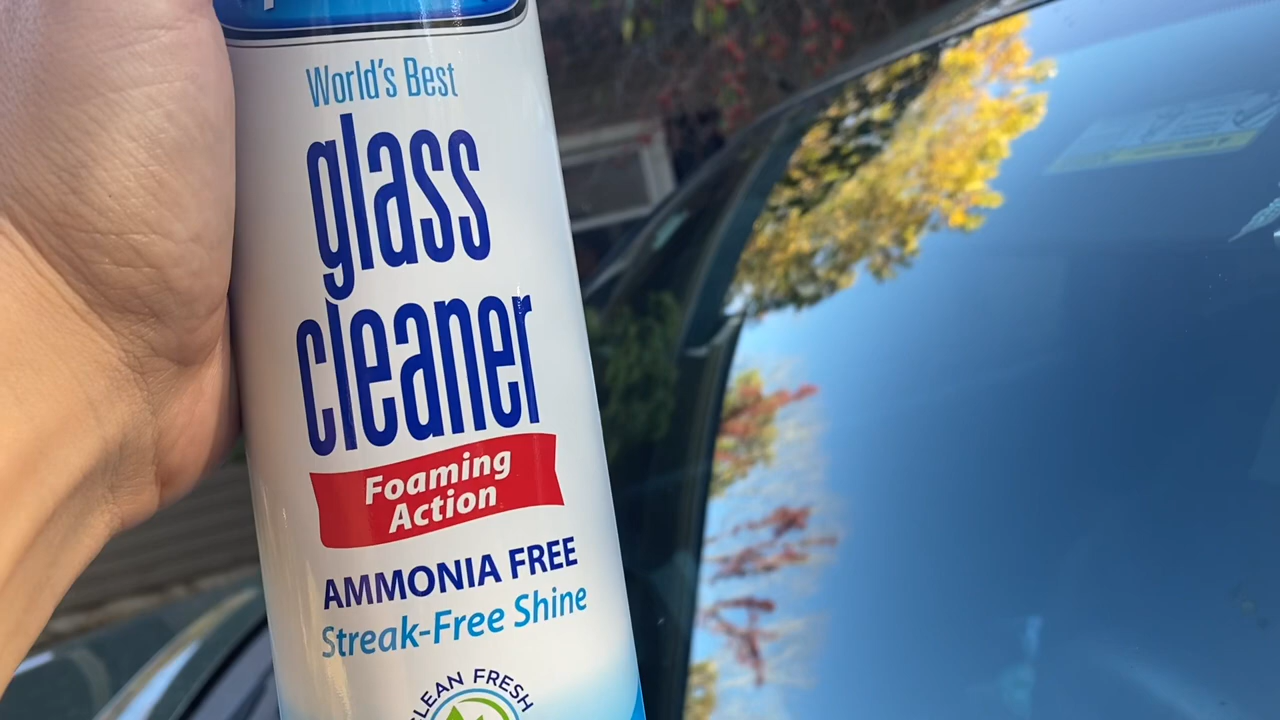 World's Best
glass
cleaner
Foaming
Action
AMMONIA FREE
Streak-Free Shine
CLEAN FRESH